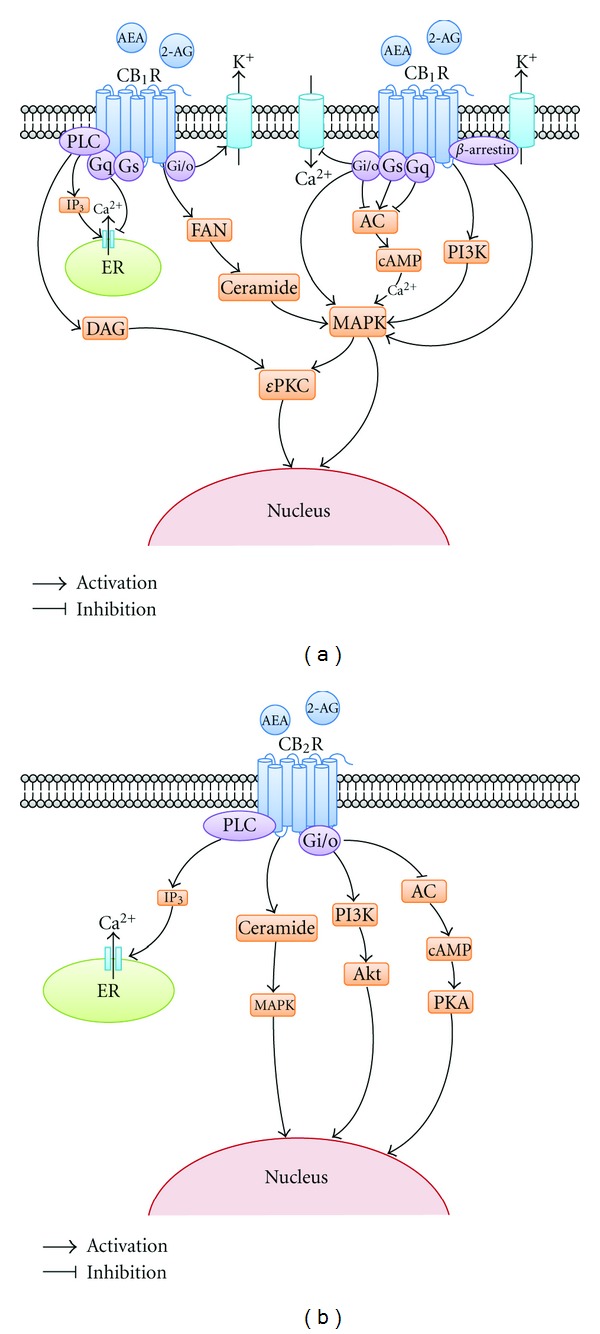 AEA
2-AG
CB₁R
K⁺
AEA
2-AG
CB₁R
K⁺
PLC
Gq
Gs
Gi/o
Ca²⁺
Gi/o
Gs
Gq
β-arrestin
IP₃
Ca²⁺
ER
FAN
Ceramide
AC
cAMP
Ca²⁺
PI3K
MAPK
DAG
εPKC
Nucleus
Activation
Inhibition
(a)
AEA
2-AG
CB₂R
PLC
Gi/o
IP₃
Ca²⁺
ER
Ceramide
MAPK
PI3K
Akt
AC
cAMP
PKA
Nucleus
Activation
Inhibition
(b)